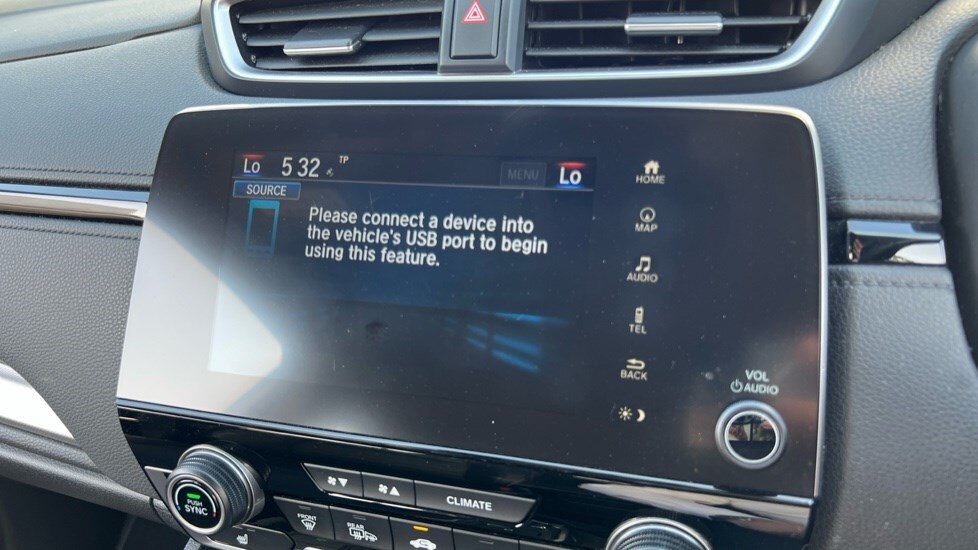 Lo 5 32 TP MENU Lo
SOURCE
Please connect a device into
the vehicle's USB port to begin
using this feature.
HOME
MAP
AUDIO
TEL
BACK
VOL
AUDIO
PUSH
SYNC
CLIMATE
FRONT
REAR